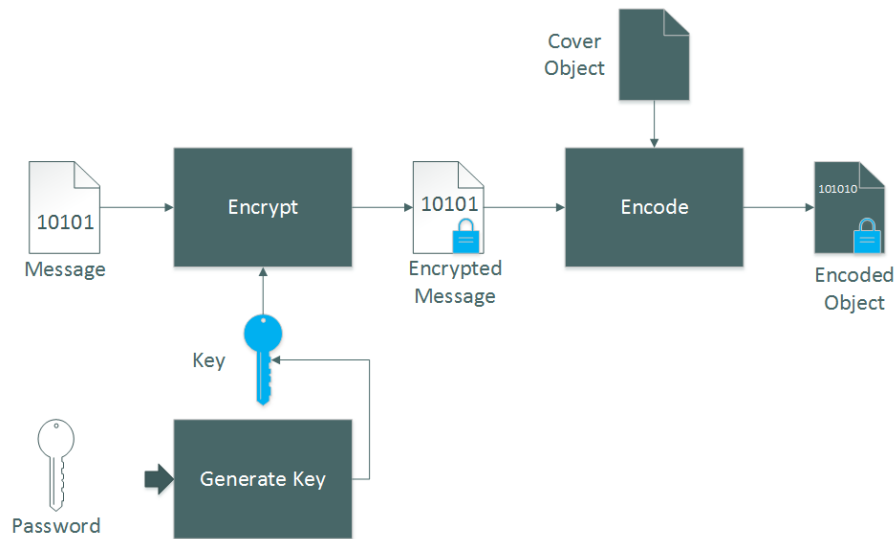 Cover
Object
10101
Message
Encrypt
10101
Encrypted
Message
Encode
101010
Encoded
Object
Key
Generate Key
Password